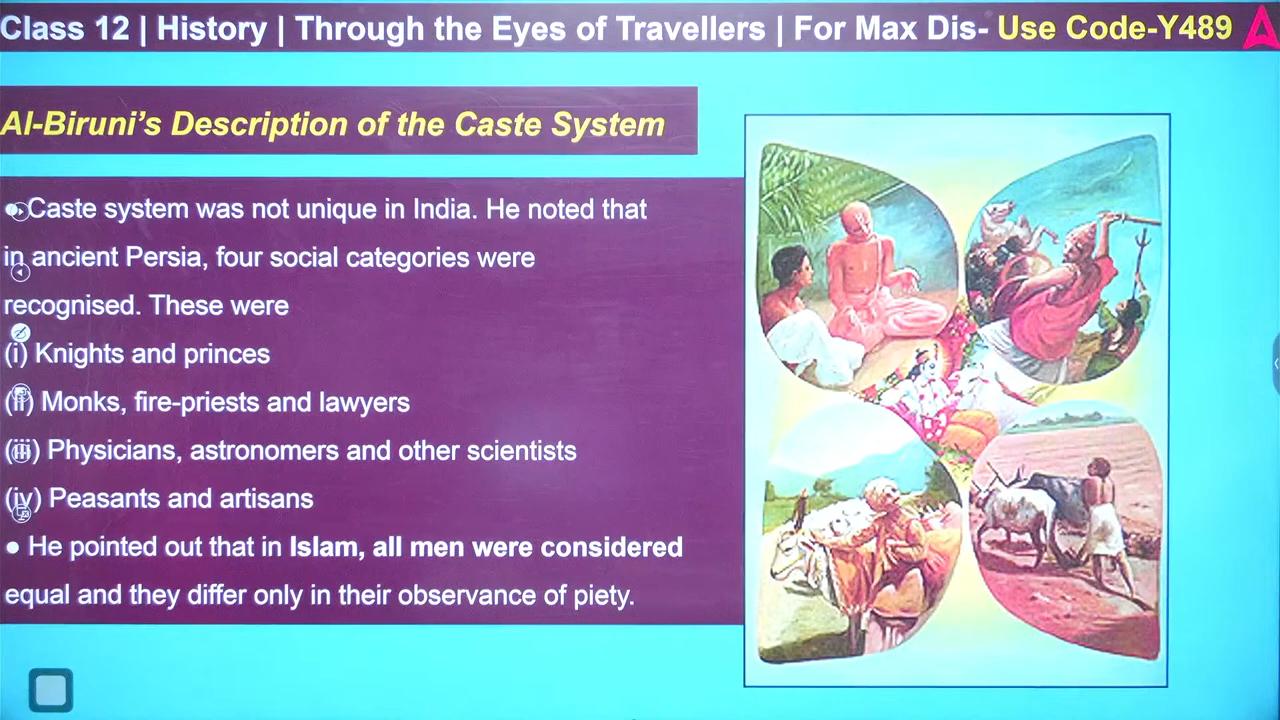 Class 12 | History | Through the Eyes of Travellers | For Max Dis- Use Code-Y489
Al-Biruni's Description of the Caste System
● Caste system was not unique in India. He noted that
in ancient Persia, four social categories were
recognised. These were
(i) Knights and princes
(ii) Monks, fire-priests and lawyers
(iii) Physicians, astronomers and other scientists
(iv) Peasants and artisans
● He pointed out that in Islam, all men were considered
equal and they differ only in their observance of piety.